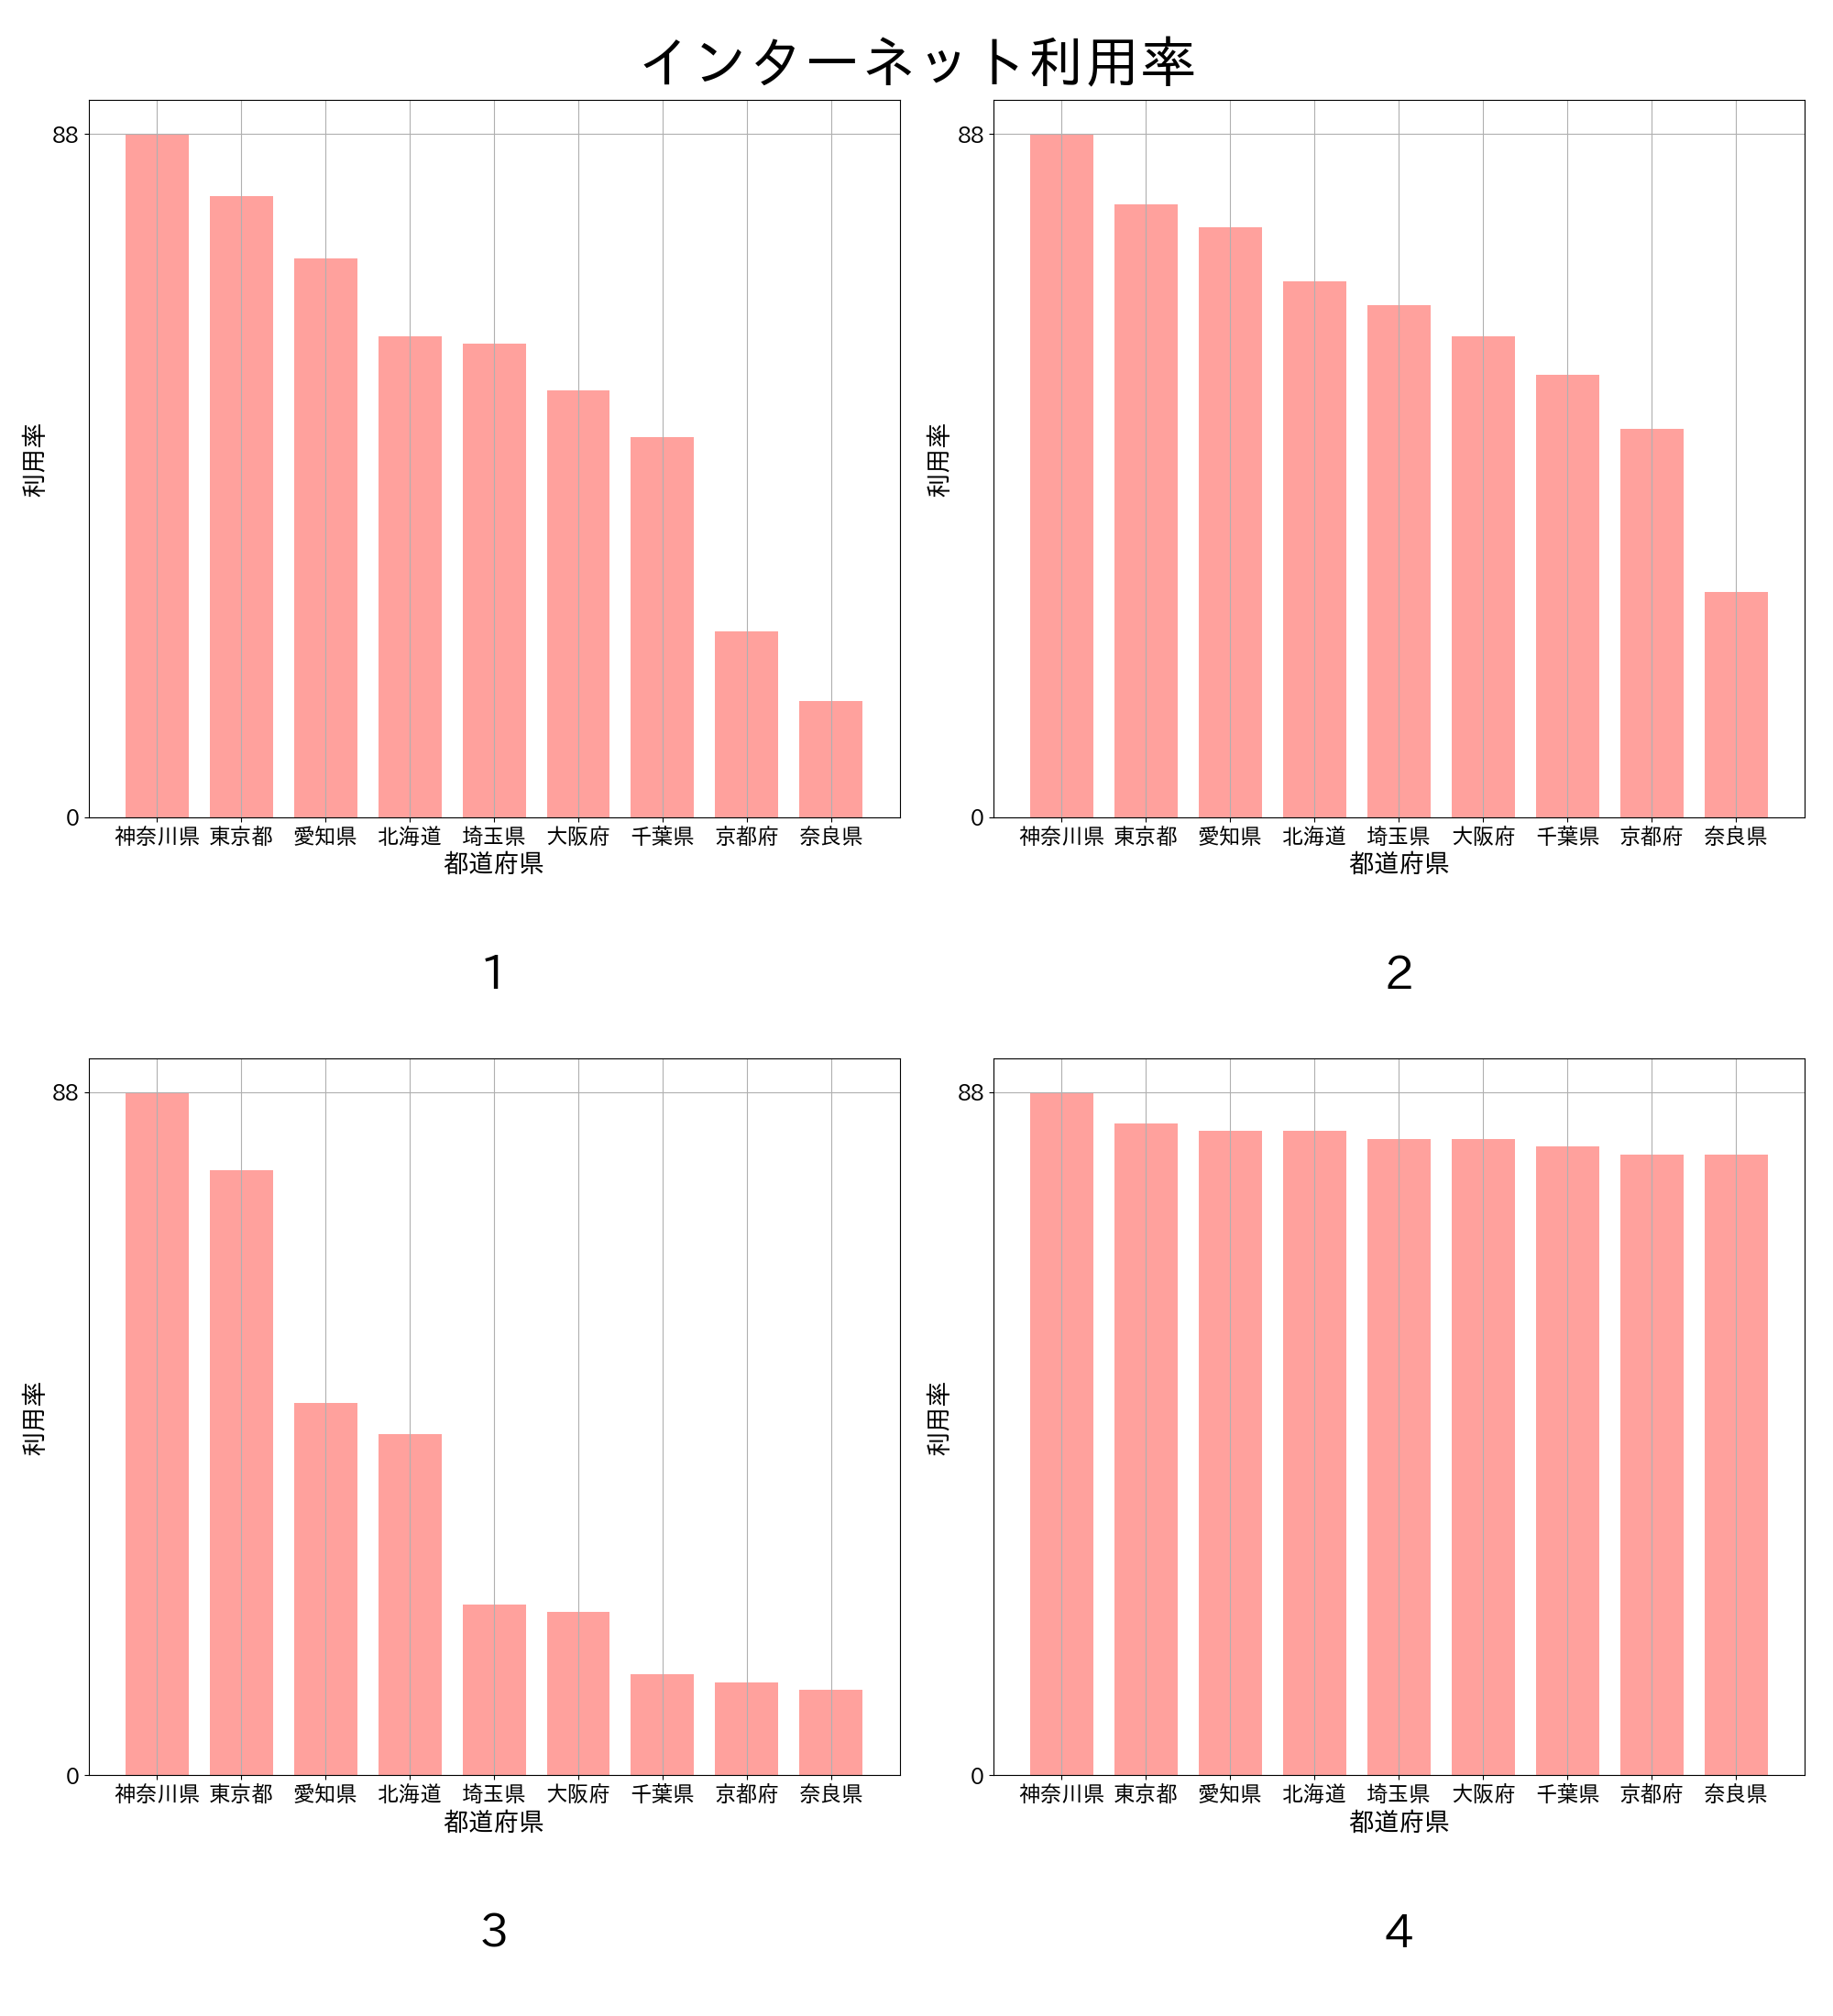 インターネット利用率
88
0
利用率
神奈川県 東京都 愛知県 北海道 埼玉県 大阪府 千葉県 京都府 奈良県
都道府県
1
88
0
利用率
神奈川県 東京都 愛知県 北海道 埼玉県 大阪府 千葉県 京都府 奈良県
都道府県
2
88
0
利用率
神奈川県 東京都 愛知県 北海道 埼玉県 大阪府 千葉県 京都府 奈良県
都道府県
3
88
0
利用率
神奈川県 東京都 愛知県 北海道 埼玉県 大阪府 千葉県 京都府 奈良県
都道府県
4